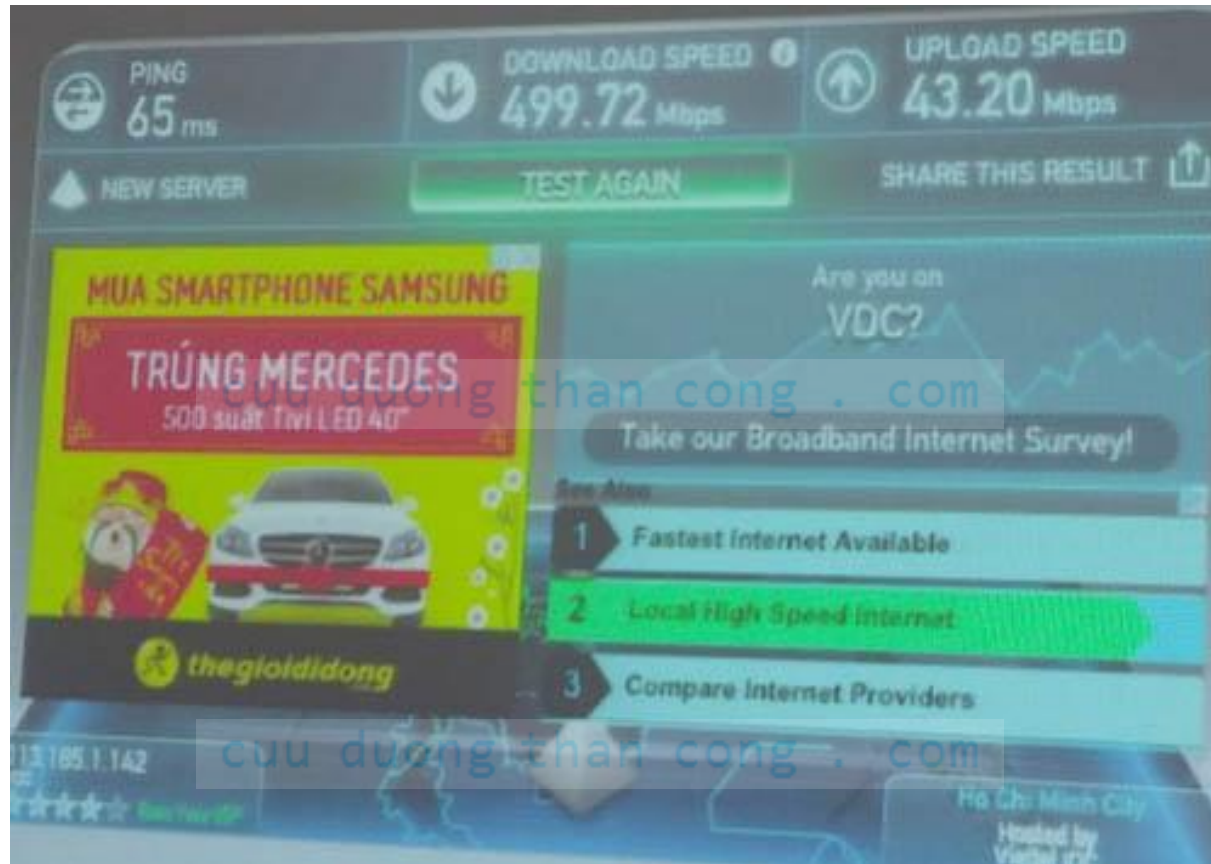 PING
65 ms
DOWNLOAD SPEED
499.72 Mbps
UPLOAD SPEED
43.20 Mbps
NEW SERVER
TEST AGAIN
SHARE THIS RESULT
MUA SMARTPHONE SAMSUNG
TRÚNG MERCEDES
500 suất Tivi LED 40"
thegioididong
Are you on
VDC?
Take our Broadband Internet Survey!
See Also
1 Fastest Internet Available
2 Local High Speed Internet
3 Compare Internet Providers
cuu duong than cong . com
cuu duong than cong . com
Ho Chi Minh City
Hosted by